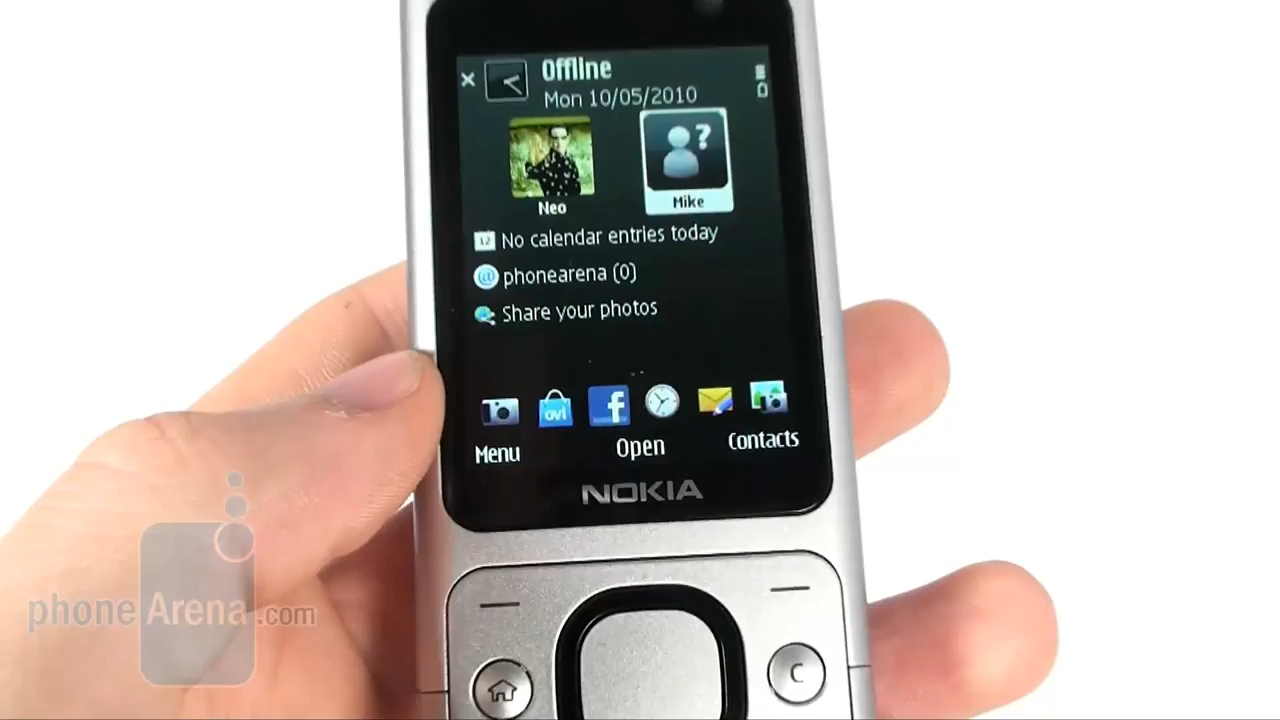 Offline
Mon 10/05/2010
Neo
Mike
12 No calendar entries today
@ phonearena (0)
Share your photos
ovi f
Menu Open Contacts
NOKIA
C
phoneArena.com